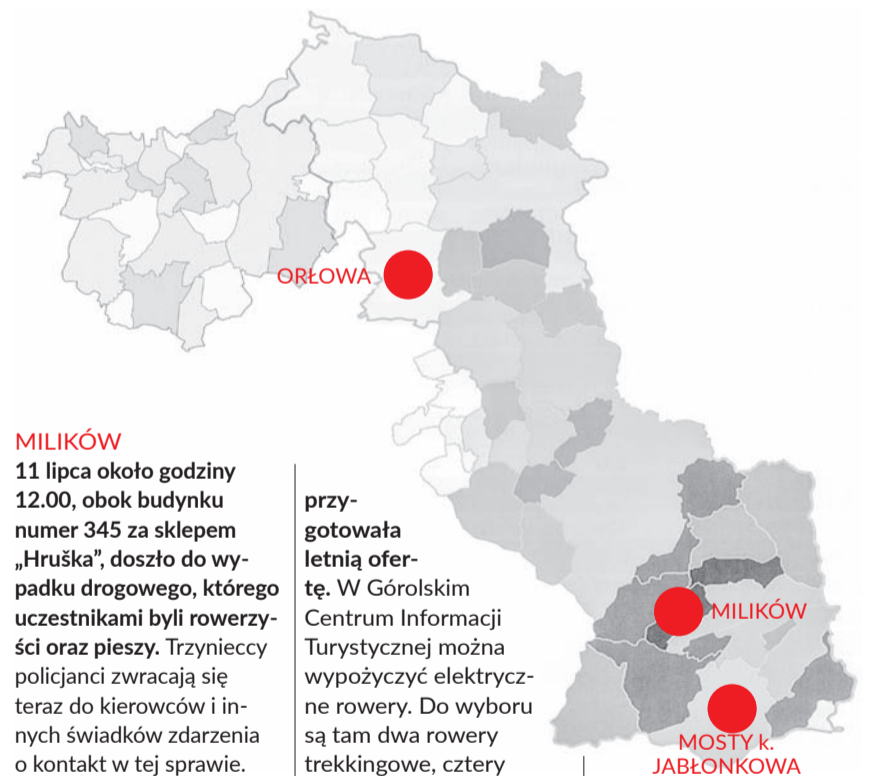 ORŁOWA
MILIKÓW
11 lipca około godziny
12.00, obok budynku
numer 345 za sklepem
„Hruška”, doszło do wy-
padku drogowego, którego
uczestnikami byli rowerzy-
ści oraz pieszy. Trzynieccy
policjanci zwracają się
teraz do kierowców i in-
nych świadków zdarzenia
o kontakt w tej sprawie.
przy-
gotowała
letnią ofer-
tę. W Górolskim
Centrum Informacji
Turystycznej można
wypożyczyć elektrycz-
ne rowery. Do wyboru
są tam dwa rowery
trekkingowe, cztery
MILIKÓW
MOSTY k.
JABŁONKOWA